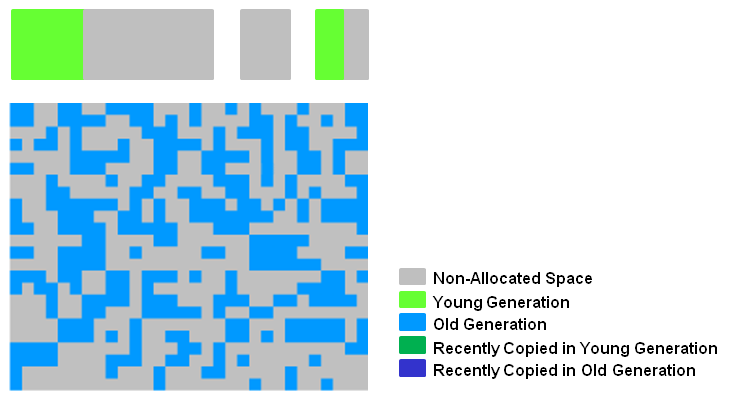 Non-Allocated Space
Young Generation
Old Generation
Recently Copied in Young Generation
Recently Copied in Old Generation